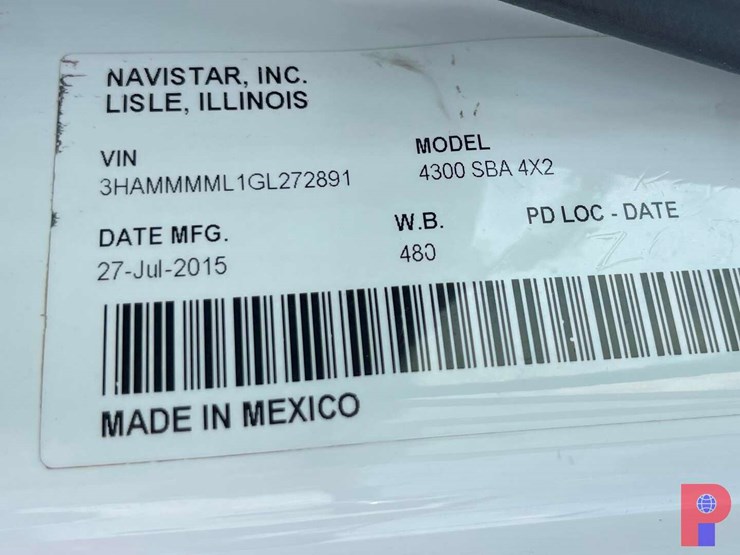 NAVISTAR, INC.
LISLE, ILLINOIS
VIN
3HAMMMML1GL272891
MODEL
4300 SBA 4X2
DATE MFG.
27-Jul-2015
W.B.
480
PD LOC - DATE
MADE IN MEXICO